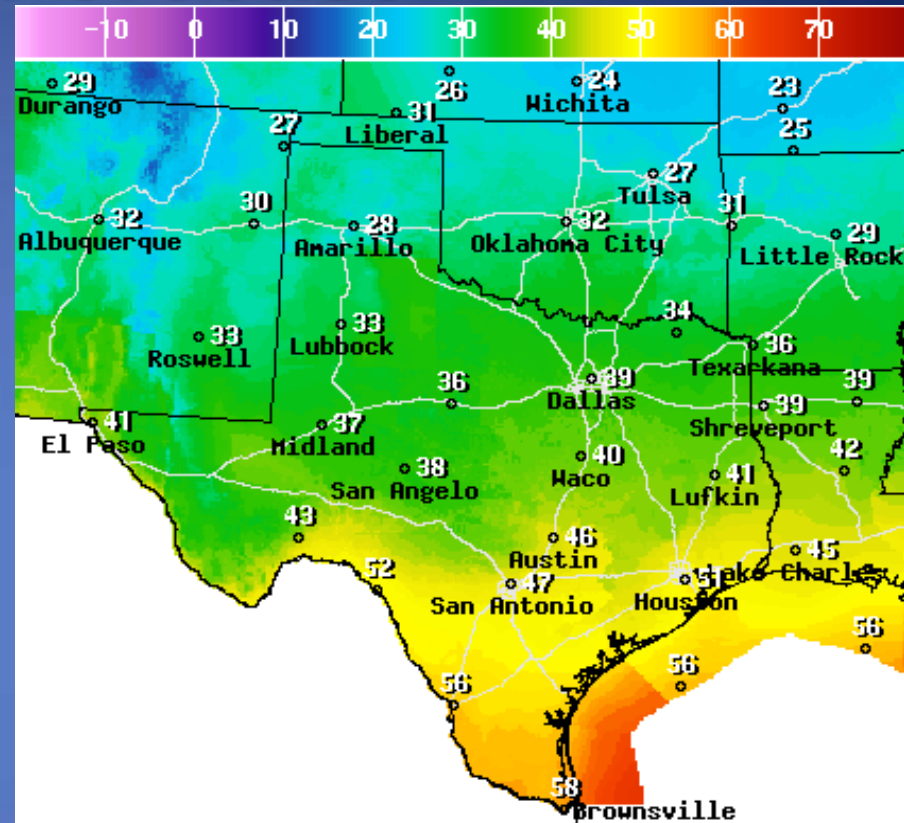 -10 0 10 20 30 40 50 60 70
29 26 24 23
Durango Wichita
31
Liberal
27 25
27
Tulsa
32 30 28 32 31 29
Albuquerque Amarillo Oklahoma City Little Rock
33 33 34
Roswell Lubbock
36
Texarkana
39
Dallas
36 39 39
Shreveport
41 37
El Paso Midland
38 40 41 42
San Angelo Waco Lufkin
43 46 45
Austin
Lake Charles
52 47 51
San Antonio Houston
56
56
56
58
Brownsville